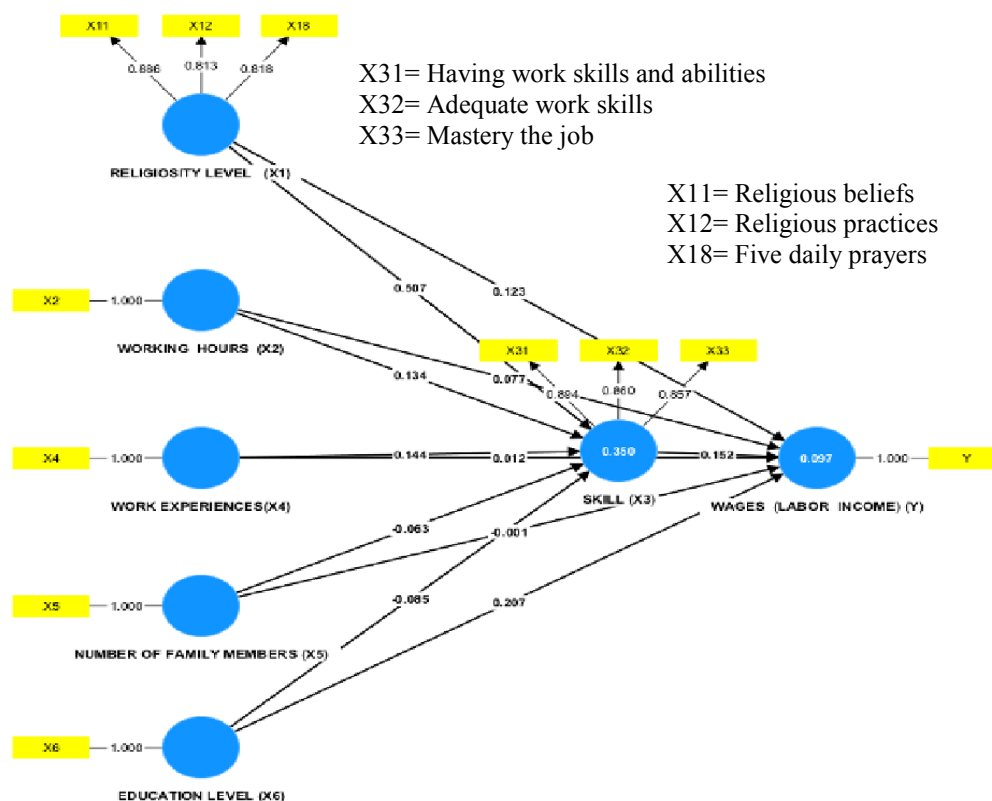 X11
X12
X18
0.886
0.813
0.818
X31= Having work skills and abilities
X32= Adequate work skills
X33= Mastery the job
RELIGIOSITY LEVEL (X1)
X11= Religious beliefs
X12= Religious practices
X18= Five daily prayers
0.507
0.123
X2
1.000
WORKING HOURS (X2)
X31
X32
X33
0.134
0.077
0.894
0.860
0.857
X4
1.000
0.144
0.012
0.350
0.152
0.097
1.000
Y
WORK EXPERIENCES(X4)
SKILL (X3)
WAGES (LABOR INCOME) (Y)
-0.063
-0.001
X5
1.000
-0.085
0.207
NUMBER OF FAMILY MEMBERS (X5)
X6
1.000
EDUCATION LEVEL (X6)